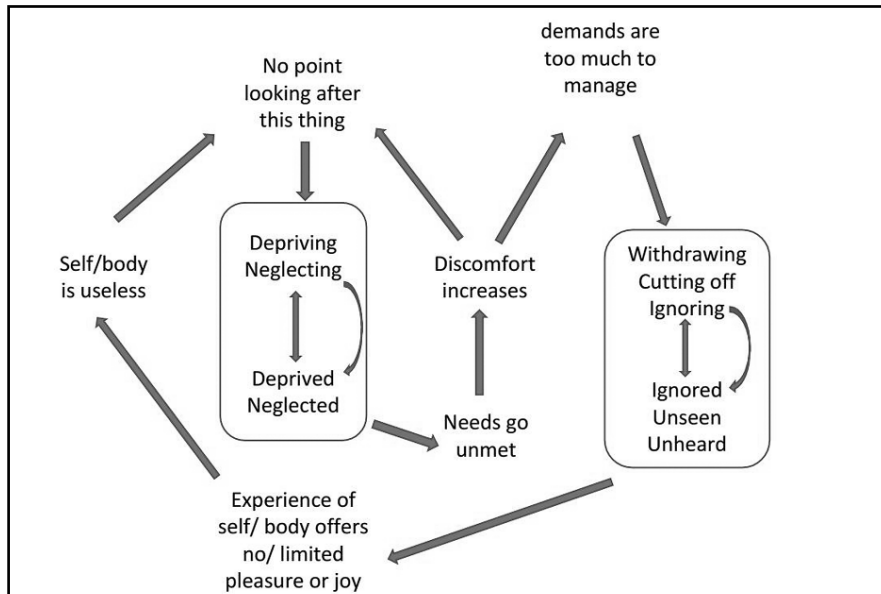 demands are
too much to
manage
No point
looking after
this thing
Self/body
is useless
Depriving
Neglecting
Deprived
Neglected
Discomfort
increases
Needs go
unmet
Withdrawing
Cutting off
Ignoring
Ignored
Unseen
Unheard
Experience of
self/ body offers
no/ limited
pleasure or joy